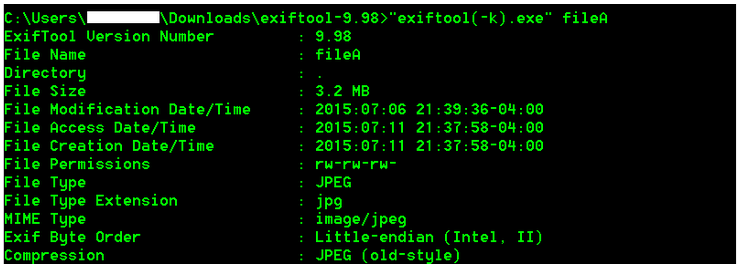 C:\Users\ \Downloads\exiftool-9.98>"exiftool(-k).exe" fileA
ExifTool Version Number : 9.98
File Name : fileA
Directory : .
File Size : 3.2 MB
File Modification Date/Time : 2015:07:06 21:39:36-04:00
File Access Date/Time : 2015:07:11 21:37:58-04:00
File Creation Date/Time : 2015:07:11 21:37:58-04:00
File Permissions : rw-rw-rw-
File Type : JPEG
File Type Extension : jpg
MIME Type : image/jpeg
Exif Byte Order : Little-endian (Intel, II)
Compression : JPEG (old-style)